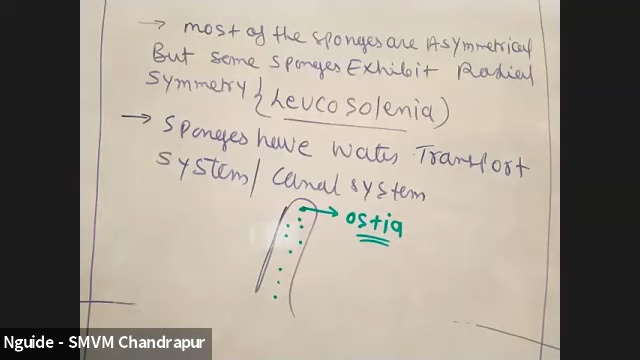 → most of the sponges are Asymmetrical
But some sponges Exhibit Radial
Symmetry { Leucosolenia)
→ Sponges have Water Transport
System/ Canal system
ostia
Nguide - SMVM Chandrapur